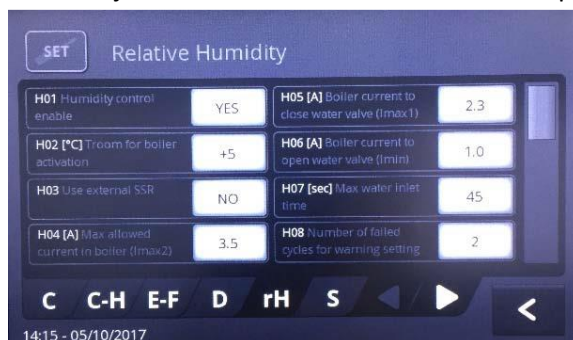 SET Relative Humidity
H01 Humidity control
enable
YES
H02 [°C] Troom for boiler
activation
+5
H03 Use external SSR
NO
H04 [A] Max allowed
current in boiler (Imax2)
3.5
H05 [A] Boiler current to
close water valve (Imax1)
2.3
H06 [A] Boiler current to
open water valve (Imin)
1.0
H07 [sec] Max water inlet
time
45
H08 Number of failed
cycles for warning setting
2
C C-H E-F D rH S
14:15 - 05/10/2017